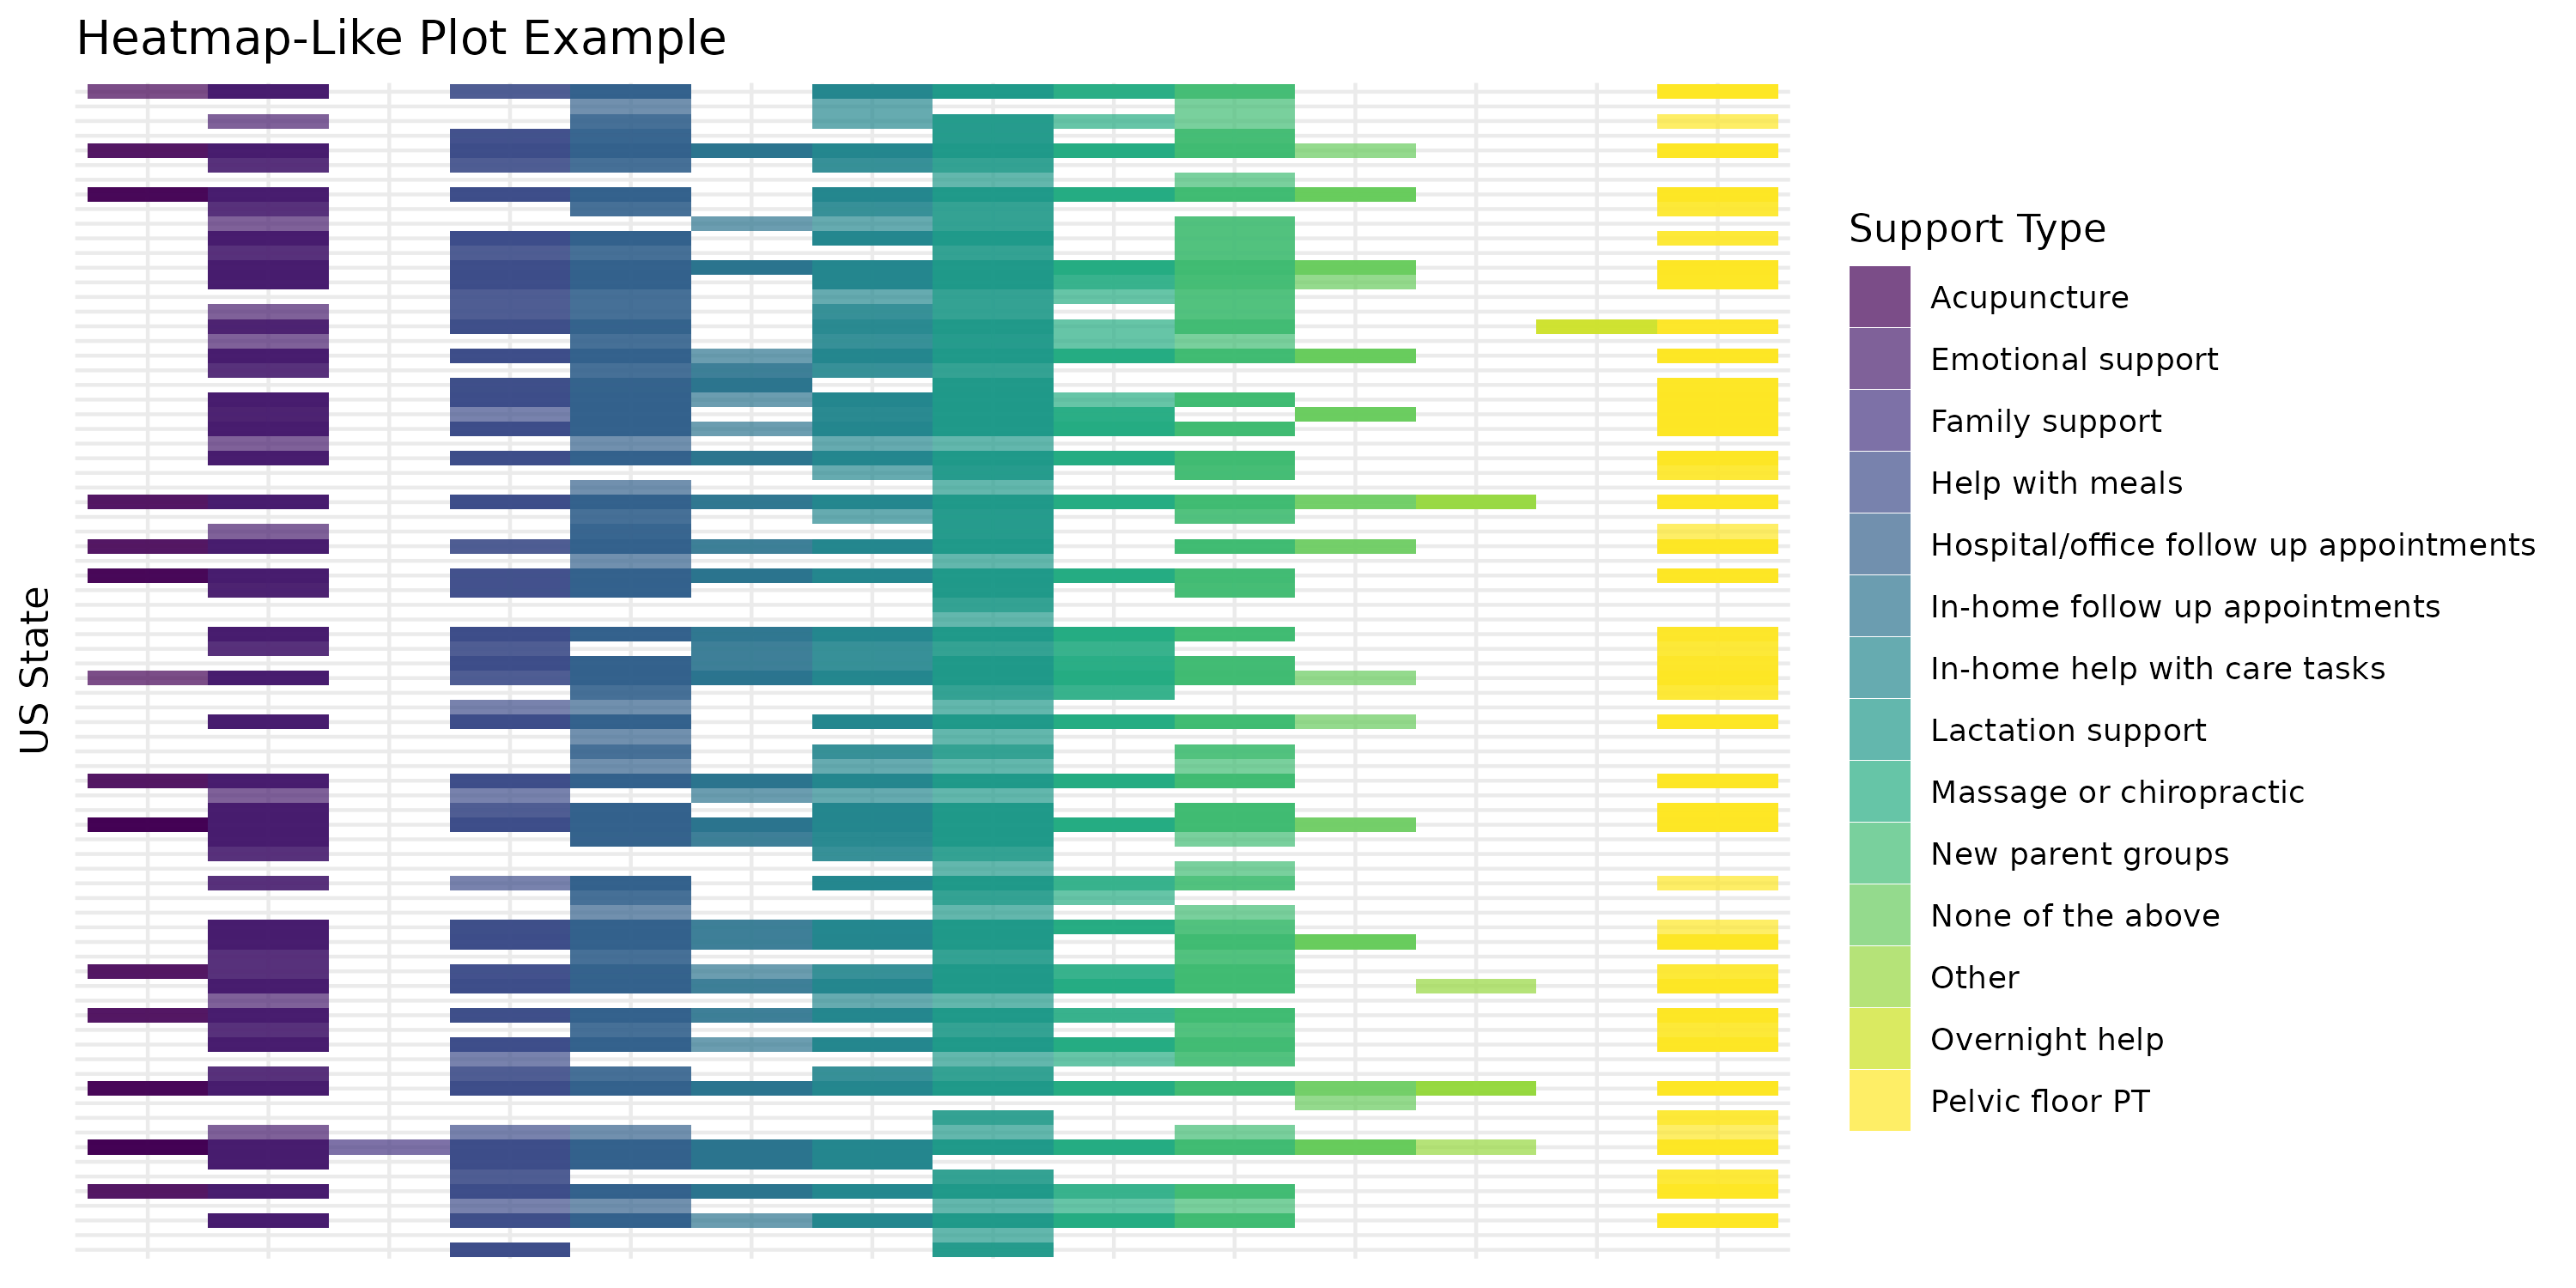 Heatmap-Like Plot Example
US State
Support Type
Acupuncture
Emotional support
Family support
Help with meals
Hospital/office follow up appointments
In-home follow up appointments
In-home help with care tasks
Lactation support
Massage or chiropractic
New parent groups
None of the above
Other
Overnight help
Pelvic floor PT